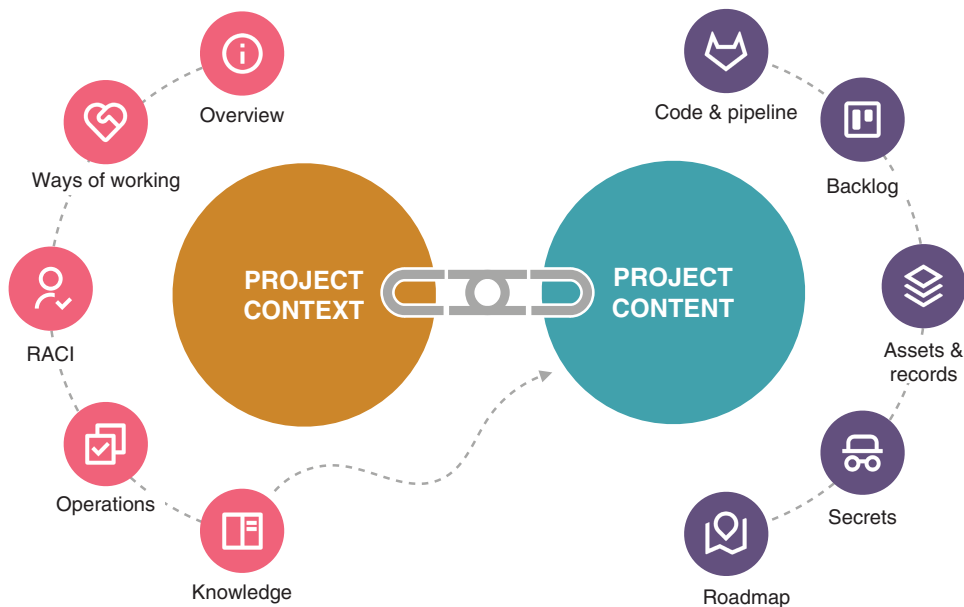 Overview
Ways of working
RACI
Operations
Knowledge
PROJECT
CONTEXT
PROJECT
CONTENT
Code & pipeline
Backlog
Assets &
records
Secrets
Roadmap